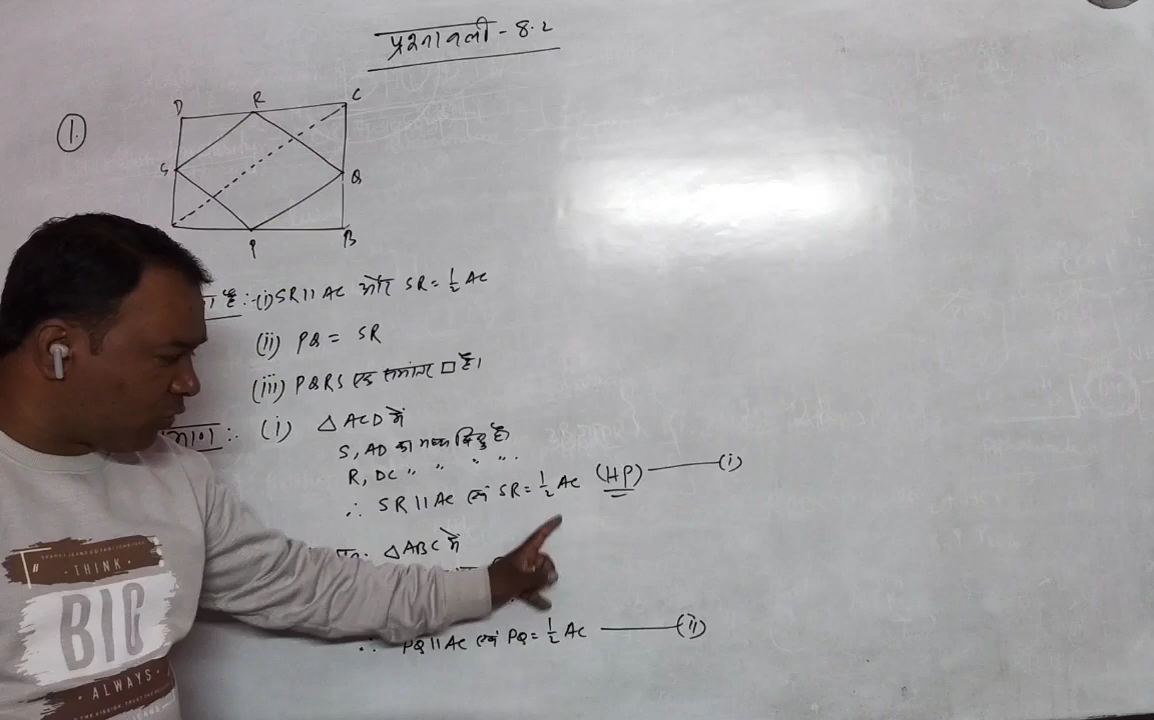 प्रश्नावली - 8.2
1.
D R C
S Q
P B
है :- (i) SR || AC और SR = 1/2 AC
(ii) PQ = SR
(iii) PQRS एक समांतर □ है।
:- (i) △ ACD में
S, AD का मध्य बिन्दु है।
R, DC " " " " .
∴ SR || AC एवं SR = 1/2 AC (HP) — (i)
△ABC में
∴ PQ || AC एवं PQ = 1/2 AC — (ii)
THINK
BIG
ALWAYS